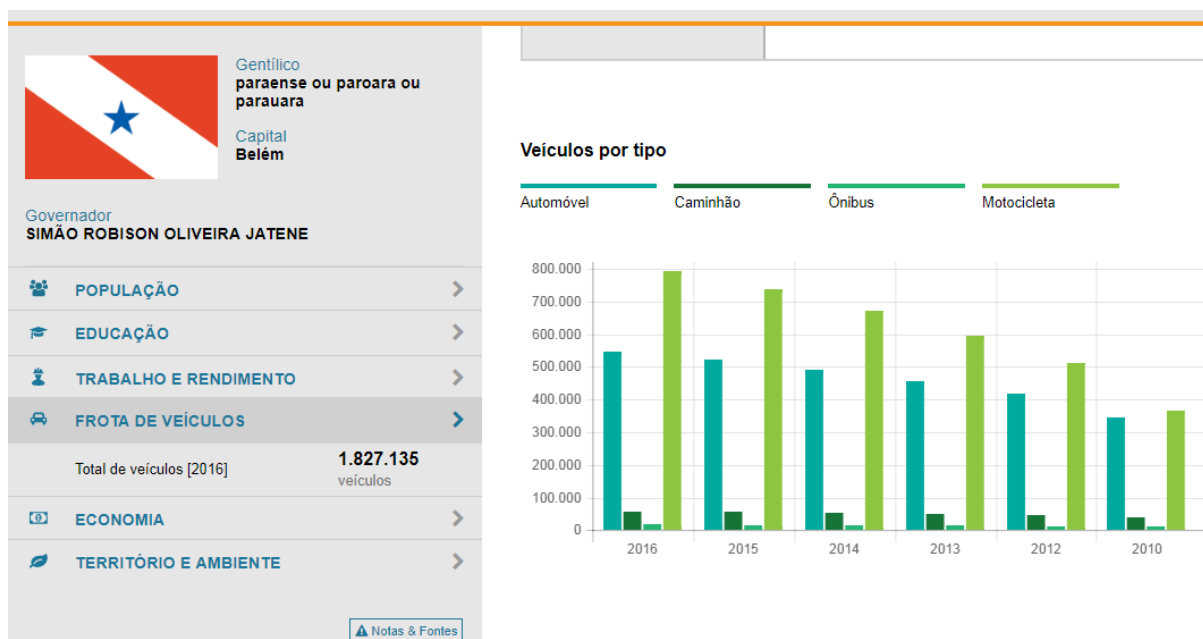 Gentílico
paraense ou paroara ou
parauara
Capital
Belém
Governador
SIMÃO ROBISON OLIVEIRA JATENE
POPULAÇÃO
EDUCAÇÃO
TRABALHO E RENDIMENTO
FROTA DE VEÍCULOS
Total de veículos [2016]
1.827.135
veículos
ECONOMIA
TERRITÓRIO E AMBIENTE
Notas & Fontes
Veículos por tipo
Automóvel Caminhão Ônibus Motocicleta
800.000
700.000
600.000
500.000
400.000
300.000
200.000
100.000
0
2016 2015 2014 2013 2012 2010